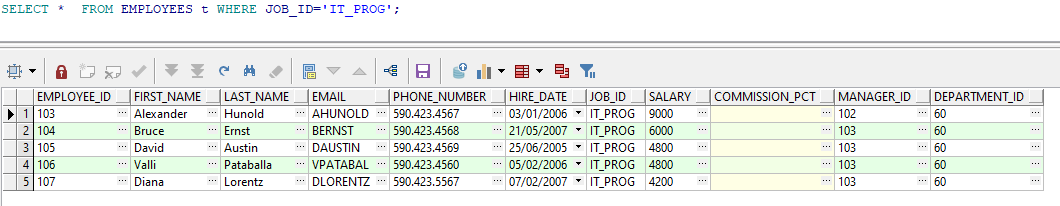 SELECT *  FROM EMPLOYEES t WHERE JOB_ID='IT_PROG';
EMPLOYEE_ID FIRST_NAME LAST_NAME EMAIL PHONE_NUMBER HIRE_DATE JOB_ID SALARY COMMISSION_PCT MANAGER_ID DEPARTMENT_ID
1 103 Alexander Hunold AHUNOLD 590.423.4567 03/01/2006 IT_PROG 9000 102 60
2 104 Bruce Ernst BERNST 590.423.4568 21/05/2007 IT_PROG 6000 103 60
3 105 David Austin DAUSTIN 590.423.4569 25/06/2005 IT_PROG 4800 103 60
4 106 Valli Pataballa VPATABAL 590.423.4560 05/02/2006 IT_PROG 4800 103 60
5 107 Diana Lorentz DLORENTZ 590.423.5567 07/02/2007 IT_PROG 4200 103 60